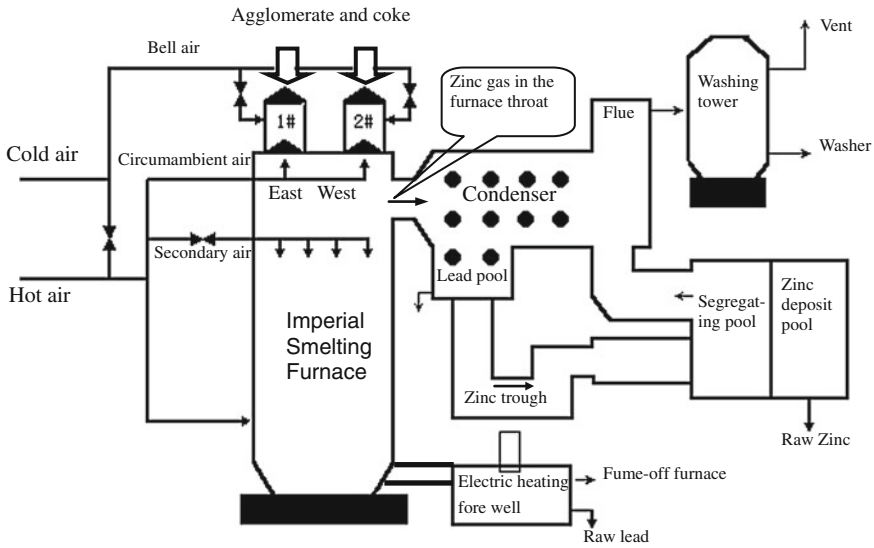 Agglomerate and coke
Bell air
Zinc gas in the
furnace throat
1#
2#
Flue
Washing
tower
Vent
Washer
Cold air
Circumambient air
East
West
Condenser
Secondary air
Lead pool
Hot air
Segregat-
ing pool
Zinc
deposit
pool
Imperial
Smelting
Furnace
Zinc trough
Raw Zinc
Electric heating
fore well
Fume-off furnace
Raw lead